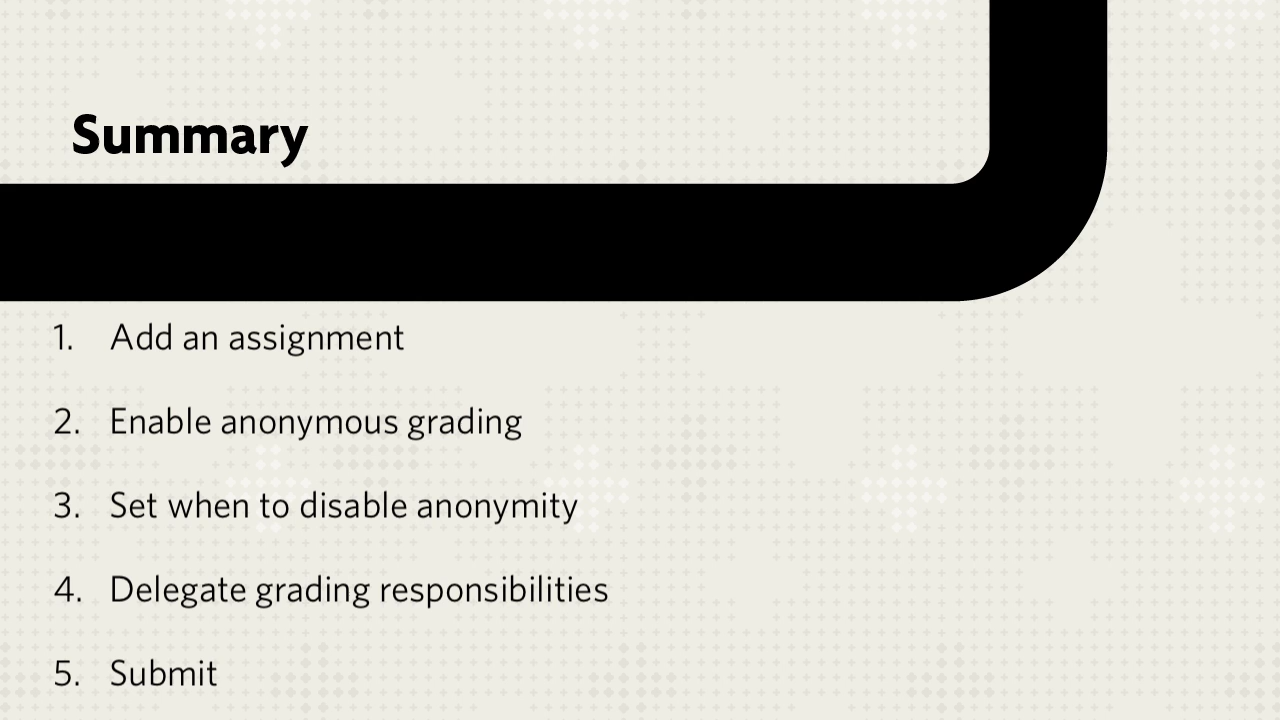 Summary
1. Add an assignment
2. Enable anonymous grading
3. Set when to disable anonymity
4. Delegate grading responsibilities
5. Submit